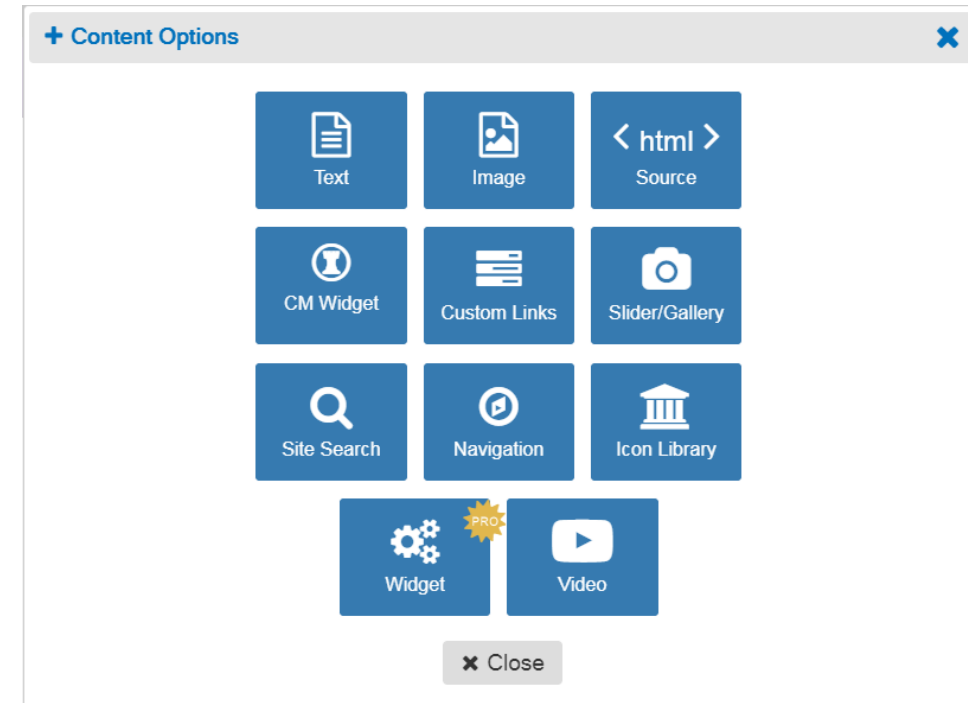 Content Options
Text
Image
< html >
Source
CM Widget
Custom Links
Slider/Gallery
Site Search
Navigation
Icon Library
PRO
Widget
Video
Close